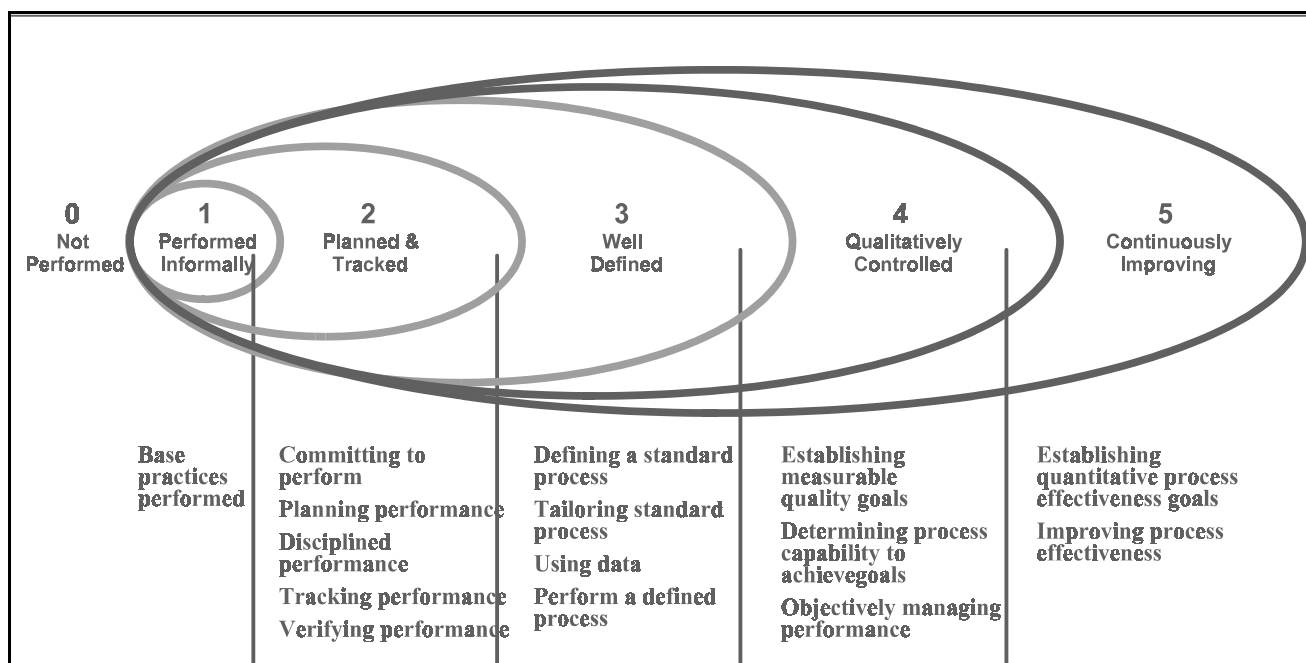 0
Not
Performed
1
Performed
Informally
2
Planned &
Tracked
3
Well
Defined
4
Qualitatively
Controlled
5
Continuously
Improving
Base
practices
performed
Committing to
perform
Planning performance
Disciplined
performance
Tracking performance
Verifying performance
Defining a standard
process
Tailoring standard
process
Using data
Perform a defined
process
Establishing
measurable
quality goals
Determining process
capability to
achievegoals
Objectively managing
performance
Establishing
quantitative process
effectiveness goals
Improving process
effectiveness